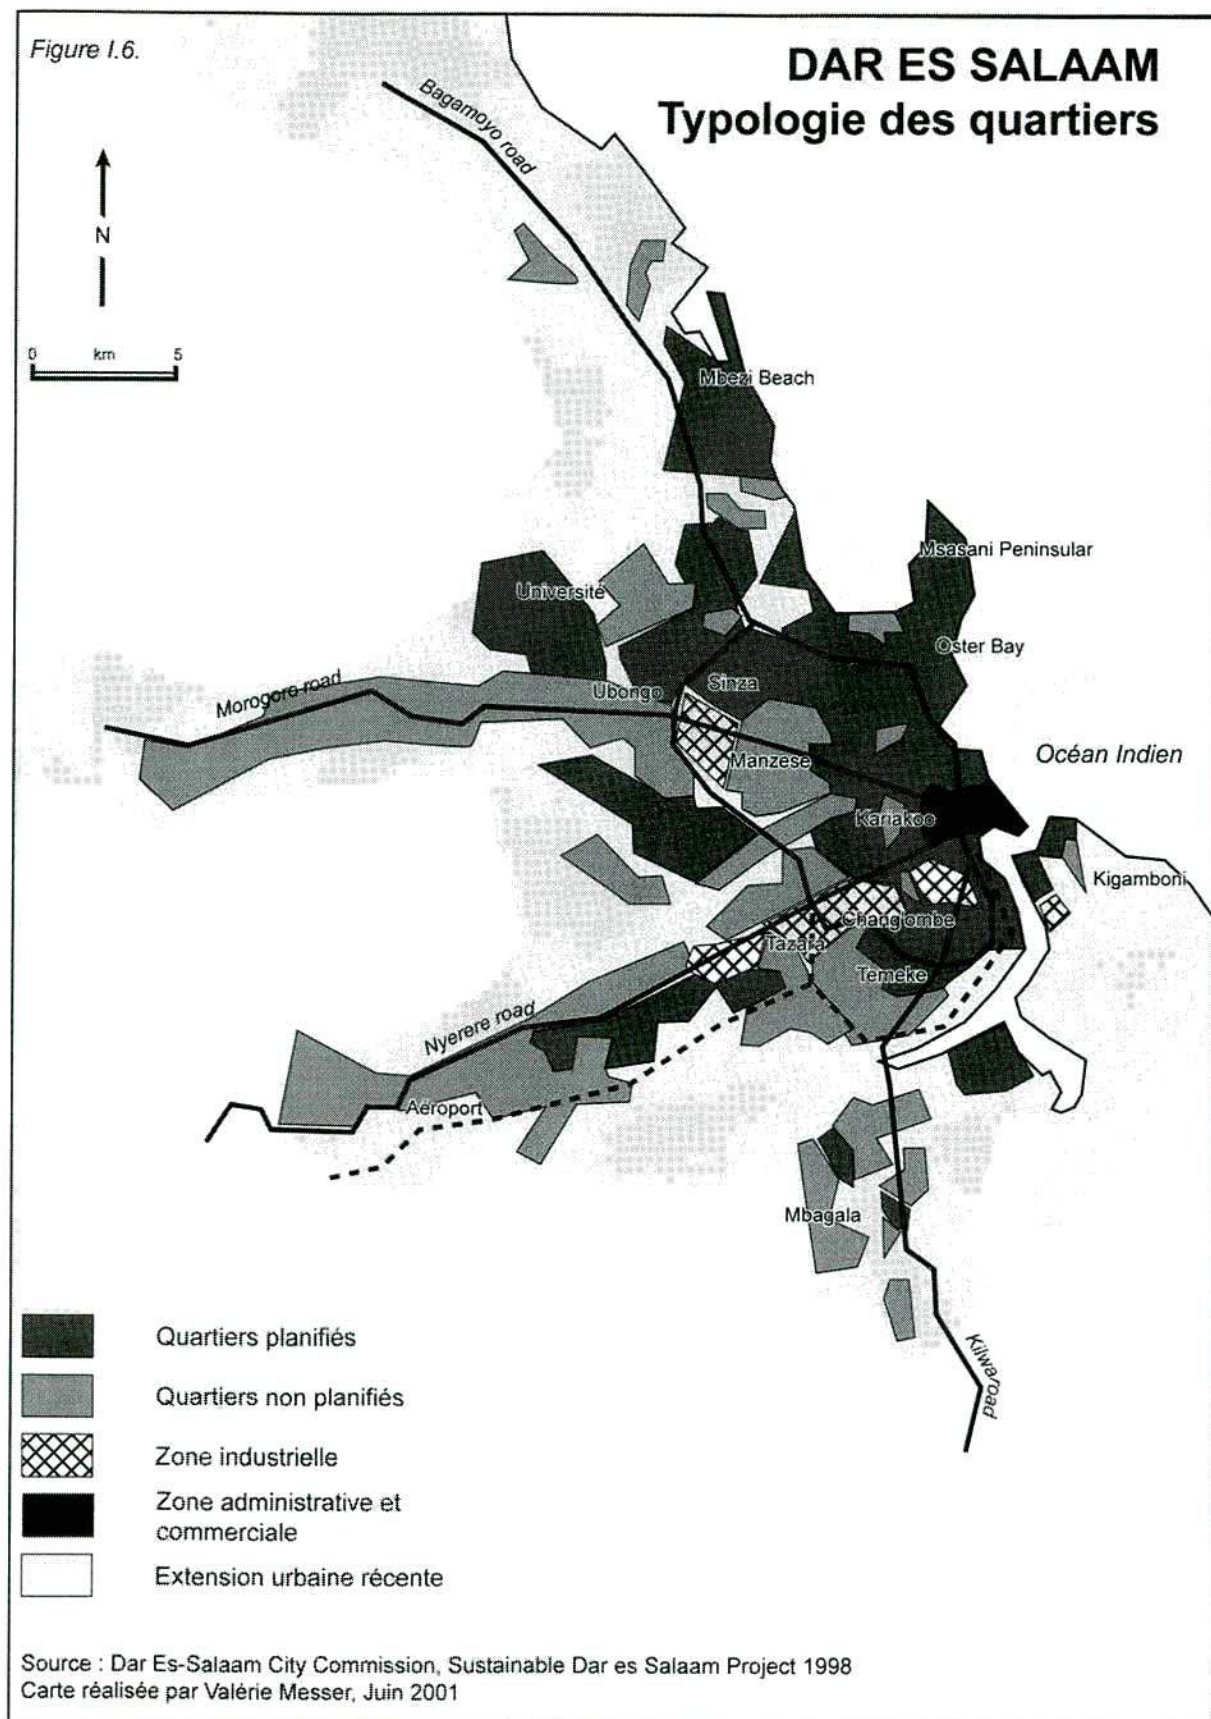 Figure I.6.
DAR ES SALAAM
Typologie des quartiers
Bagamoyo road
N
0 km 5
Mbezi Beach
Msasani Peninsular
Université
Oster Bay
Morogoro road
Ubongo
Sinza
Océan Indien
Manzese
Kariakoo
Kigamboni
Changombe
Tazara
Temeke
Nyerere road
Aéroport
Mbagala
Kilwa road
Quartiers planifiés
Quartiers non planifiés
Zone industrielle
Zone administrative et
commerciale
Extension urbaine récente
Source : Dar Es-Salaam City Commission, Sustainable Dar es Salaam Project 1998
Carte réalisée par Valérie Messer, Juin 2001